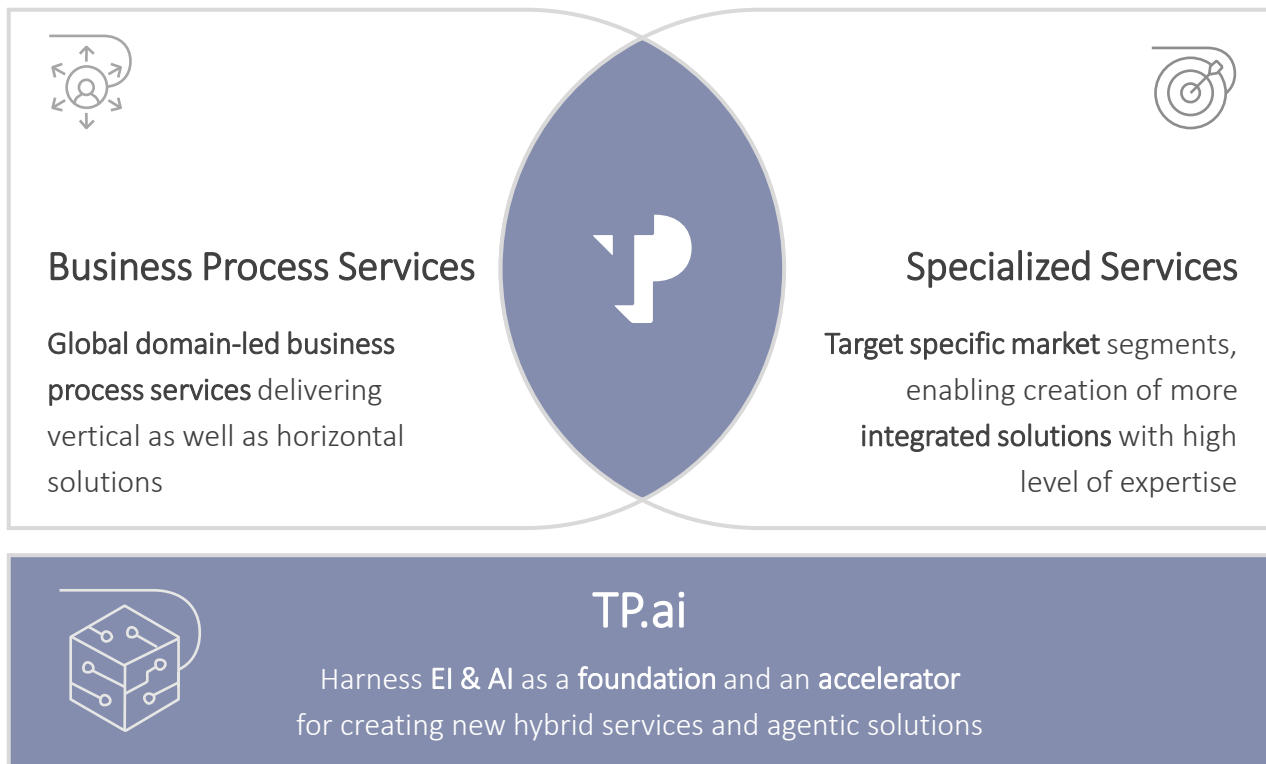 Business Process Services
Global domain-led business
process services delivering
vertical as well as horizontal
solutions
TP
Specialized Services
Target specific market segments,
enabling creation of more
integrated solutions with high
level of expertise
TP.ai
Harness EI & AI as a foundation and an accelerator
for creating new hybrid services and agentic solutions